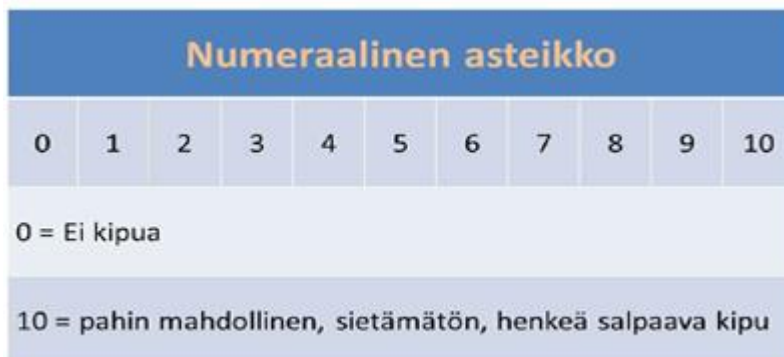 Numeraalinen asteikko
0 1 2 3 4 5 6 7 8 9 10
0 = Ei kipua
10 = pahin mahdollinen, sietämätön, henkeä salpaava kipu